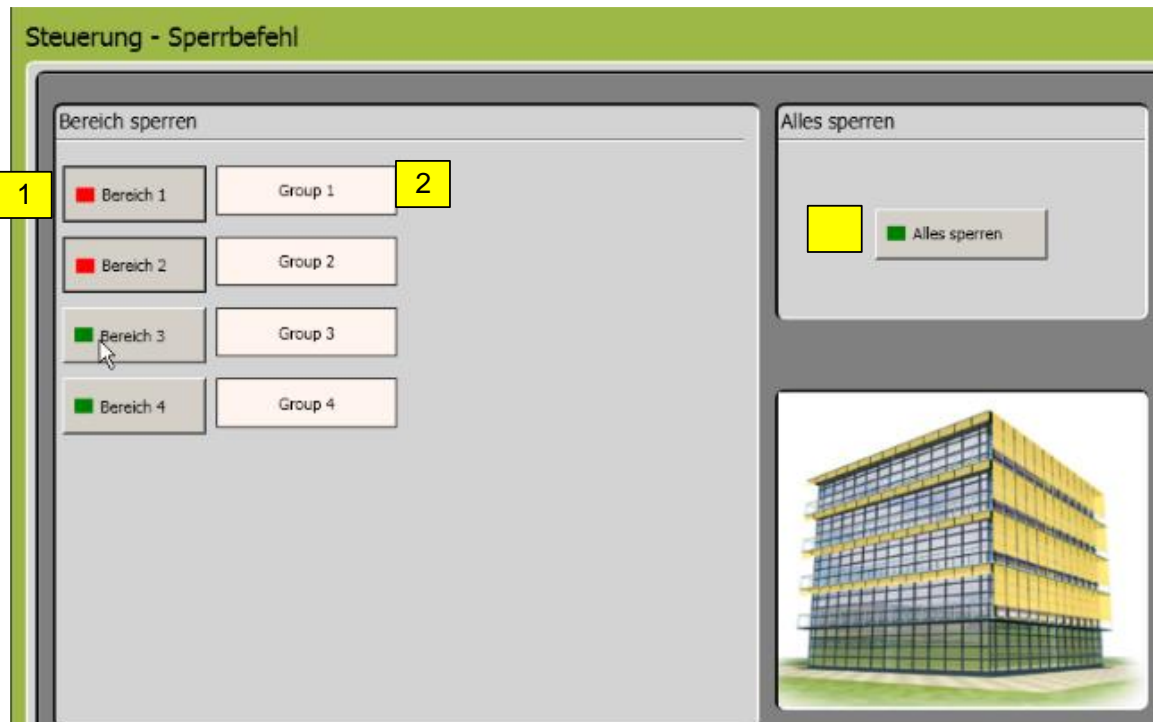 Steuerung - Sperrbefehl
Bereich sperren
1
Bereich 1
Group 1
2
Bereich 2
Group 2
Bereich 3
Group 3
Bereich 4
Group 4
Alles sperren
Alles sperren